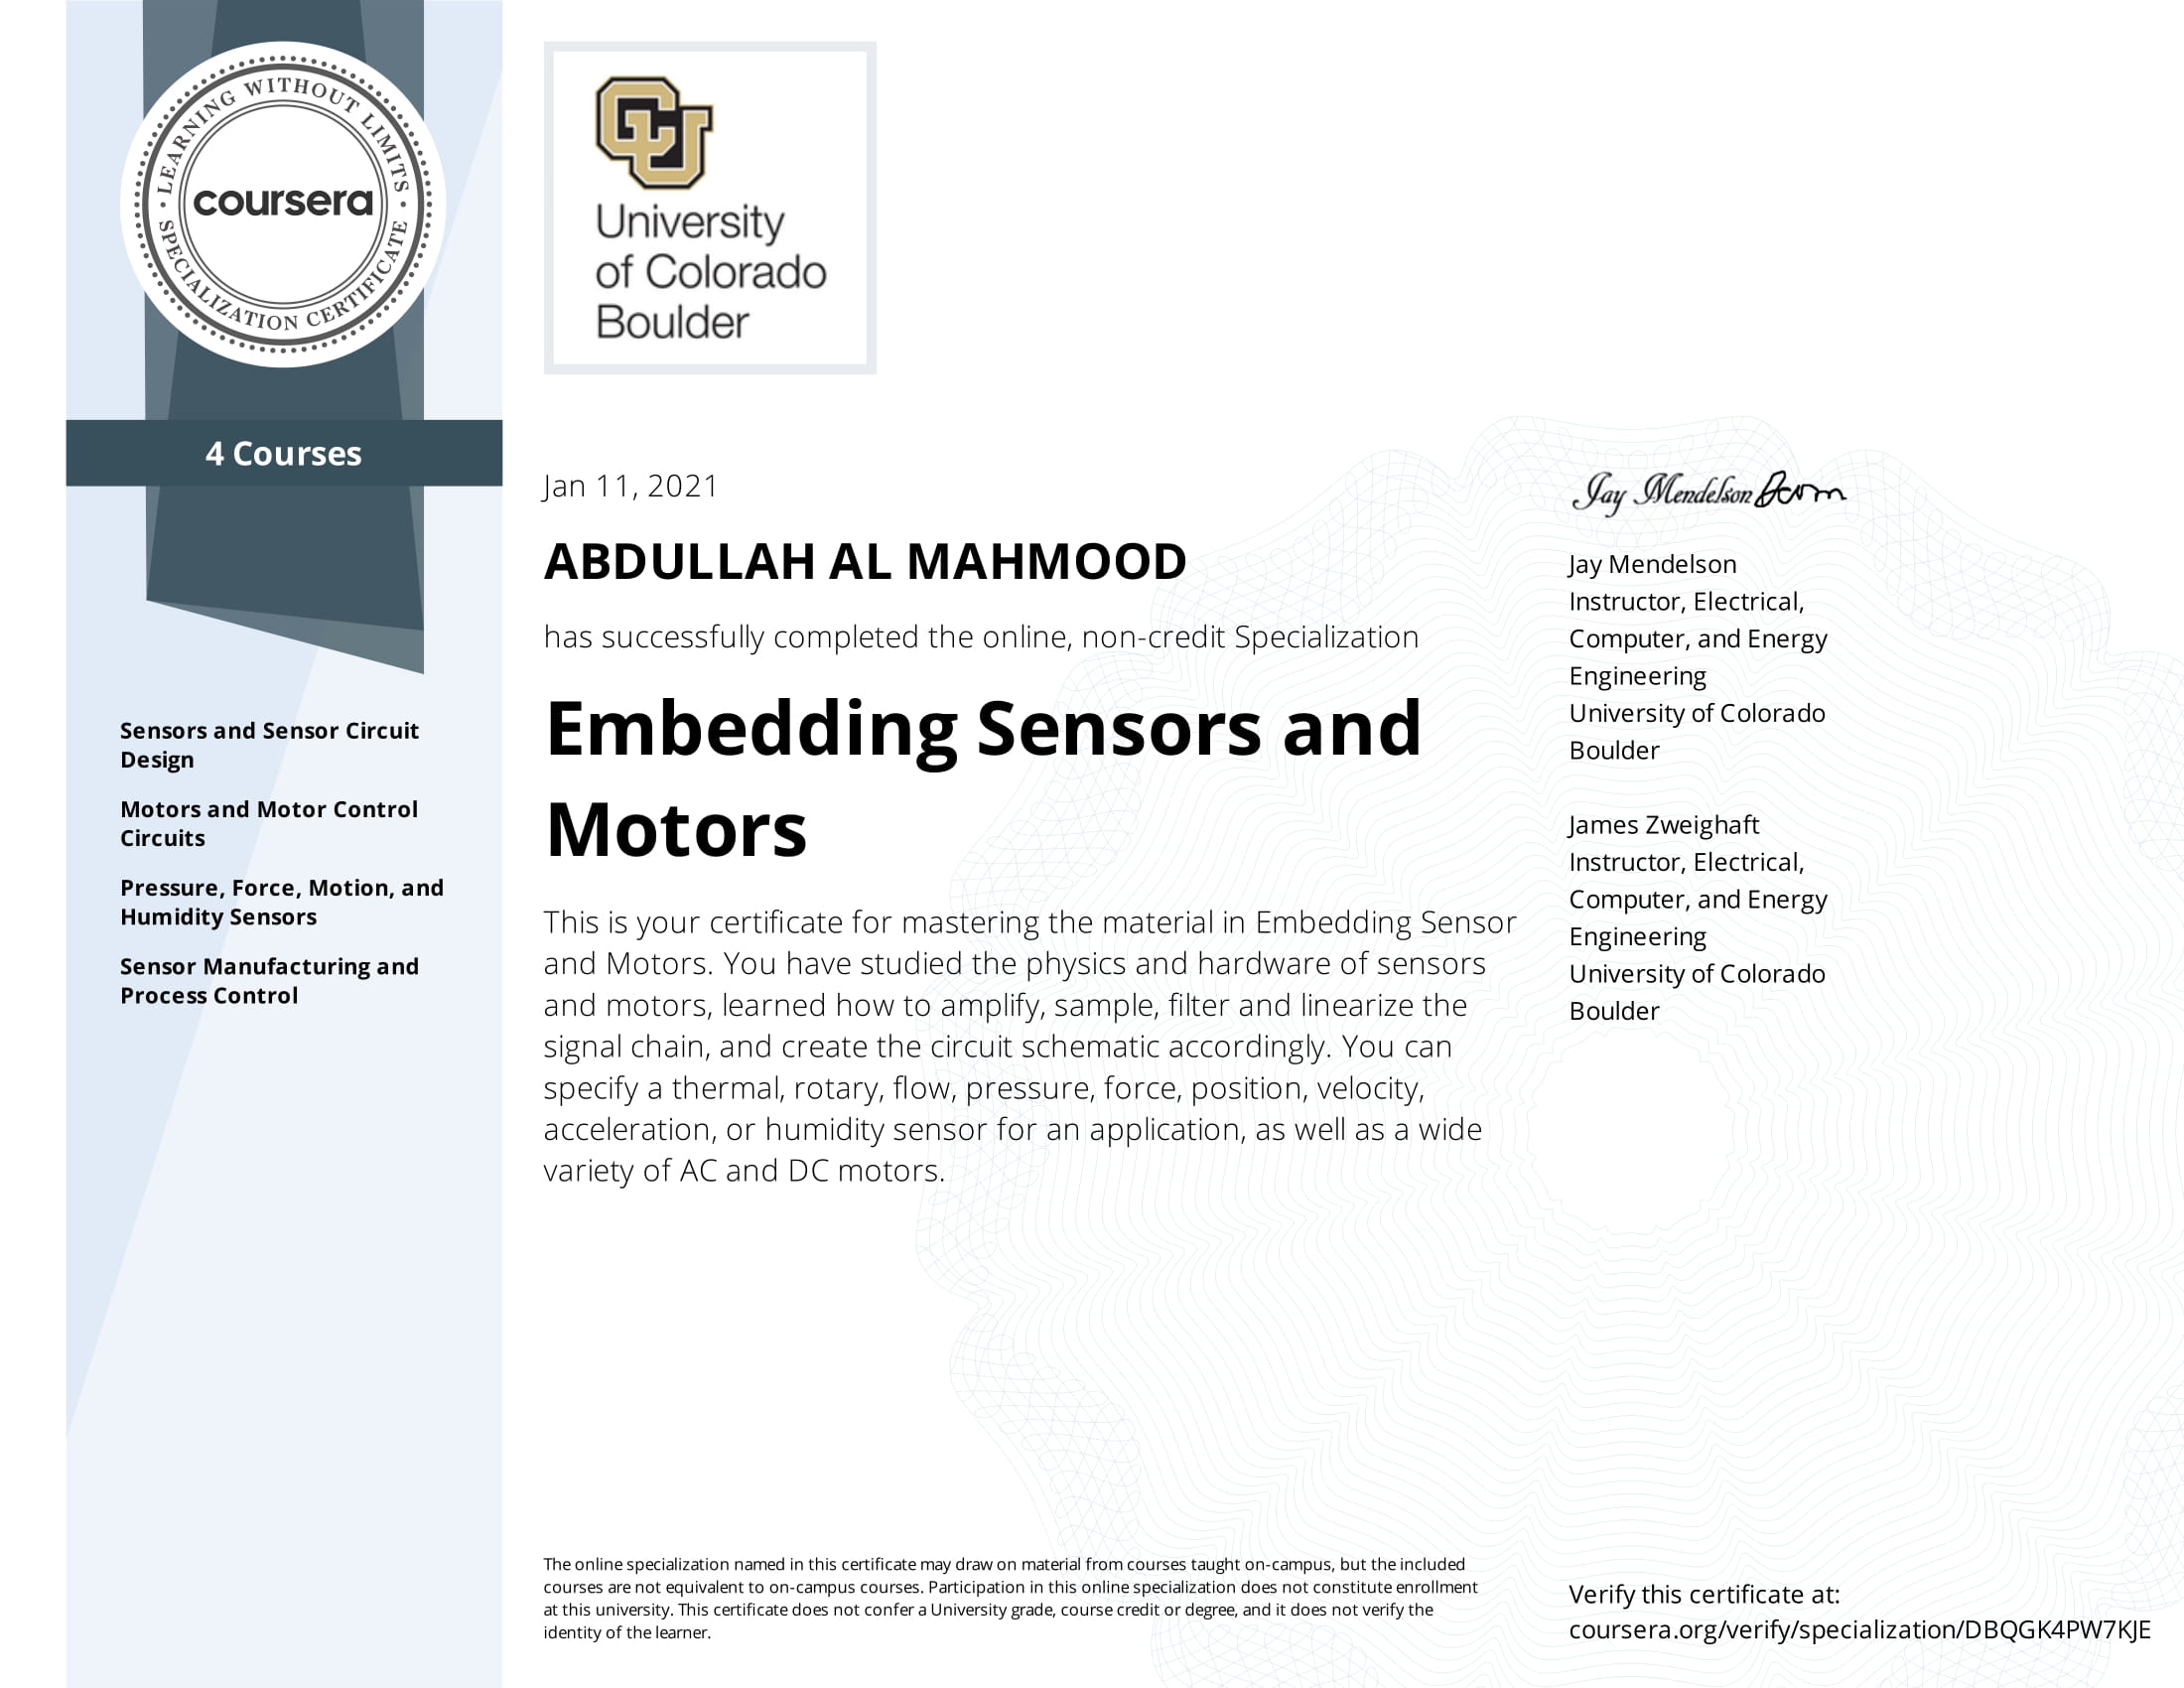 LEARNING WITHOUT LIMITS
coursera
SPECIALIZATION CERTIFICATE
4 Courses
Sensors and Sensor Circuit
Design
Motors and Motor Control
Circuits
Pressure, Force, Motion, and
Humidity Sensors
Sensor Manufacturing and
Process Control
CU
University
of Colorado
Boulder
Jan 11, 2021
ABDULLAH AL MAHMOOD
has successfully completed the online, non-credit Specialization
Embedding Sensors and
Motors
This is your certificate for mastering the material in Embedding Sensor
and Motors. You have studied the physics and hardware of sensors
and motors, learned how to amplify, sample, filter and linearize the
signal chain, and create the circuit schematic accordingly. You can
specify a thermal, rotary, flow, pressure, force, position, velocity,
acceleration, or humidity sensor for an application, as well as a wide
variety of AC and DC motors.
The online specialization named in this certificate may draw on material from courses taught on-campus, but the included
courses are not equivalent to on-campus courses. Participation in this online specialization does not constitute enrollment
at this university. This certificate does not confer a University grade, course credit or degree, and it does not verify the
identity of the learner.
Jay Mendelson
Jay Mendelson
Instructor, Electrical,
Computer, and Energy
Engineering
University of Colorado
Boulder
James Zweighaft
Instructor, Electrical,
Computer, and Energy
Engineering
University of Colorado
Boulder
Verify this certificate at:
coursera.org/verify/specialization/DBQGK4PW7KJE